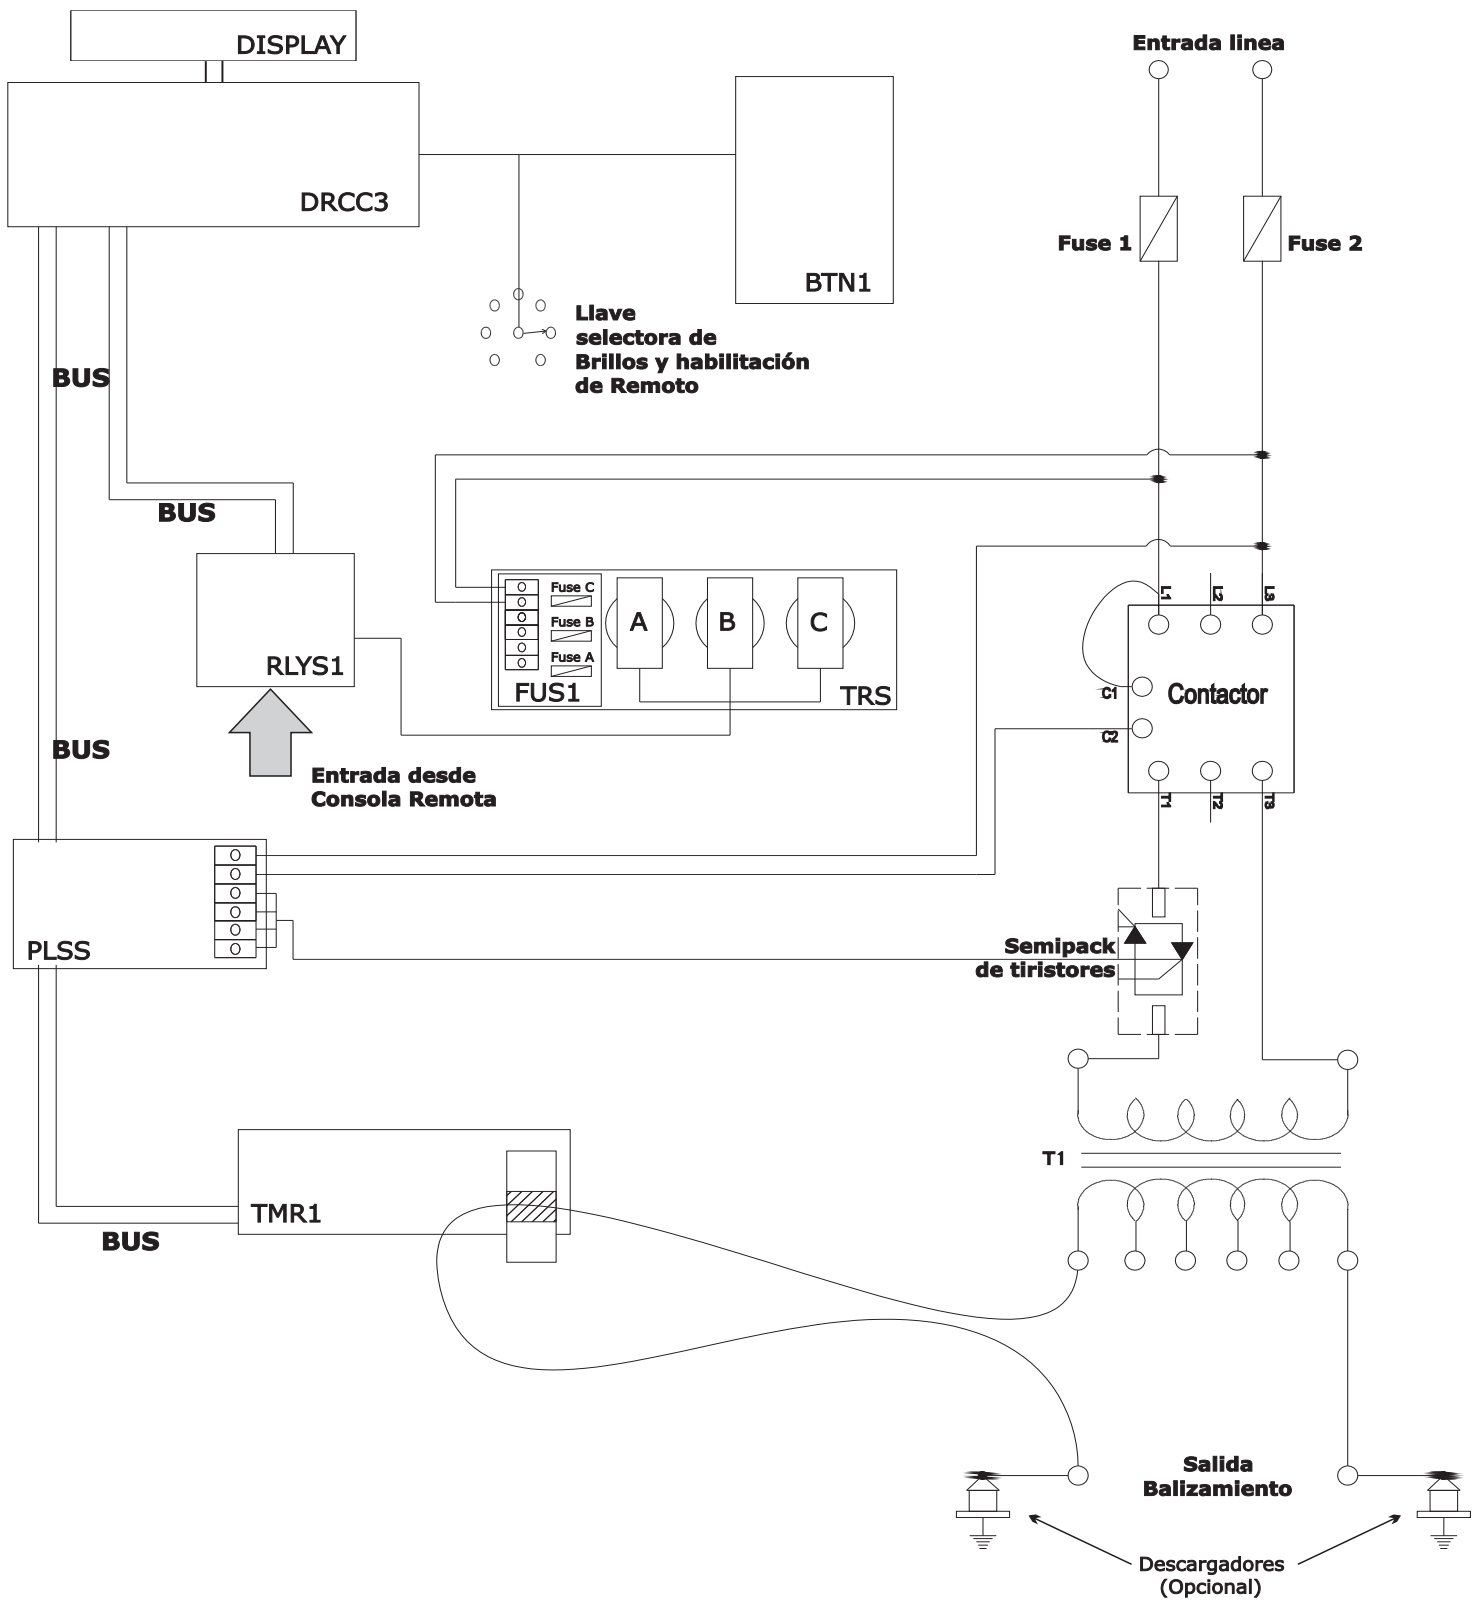 DISPLAY
Entrada linea
DRCC3
Fuse 1
Fuse 2
BTN1
Llave
selectora de
Brillos y habilitación
de Remoto
BUS
BUS
Fuse C
Fuse B
Fuse A
A
B
C
L1
L2
L3
RLYS1
FUS1
TRS
C1
Contactor
C2
BUS
Entrada desde
Consola Remota
T1
T2
T3
PLSS
Semipack
de tiristores
T1
TMR1
BUS
Salida
Balizamiento
Descargadores
(Opcional)